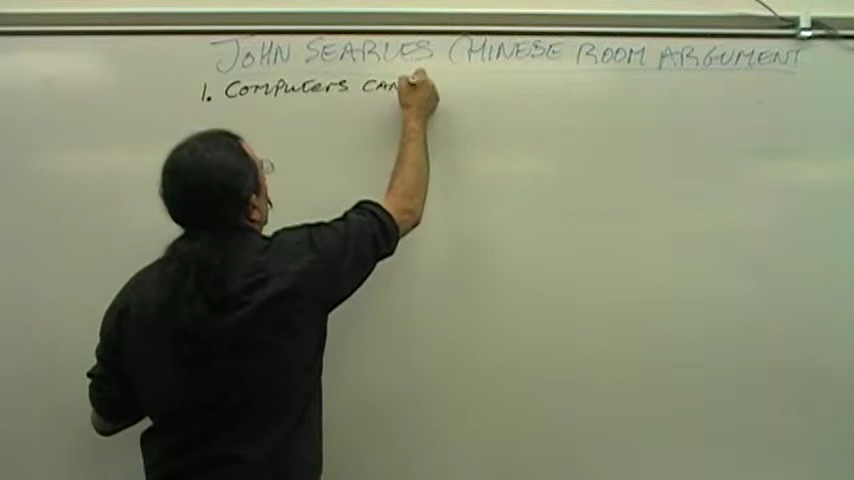 JOHN SEARLES CHINESE ROOM ARGUMENT
1. COMPUTERS CAN